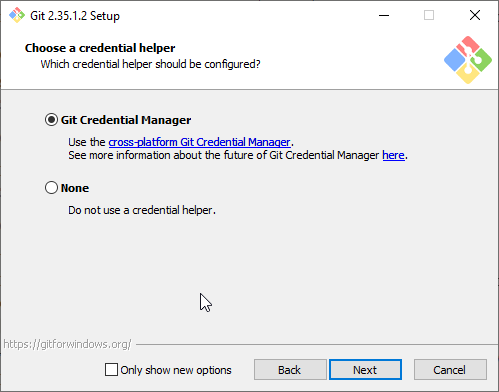 Git 2.35.1.2 Setup
Choose a credential helper
Which credential helper should be configured?
Git Credential Manager
Use the cross-platform Git Credential Manager.
See more information about the future of Git Credential Manager here.
None
Do not use a credential helper.
https://gitforwindows.org/
Only show new options
Back
Next
Cancel